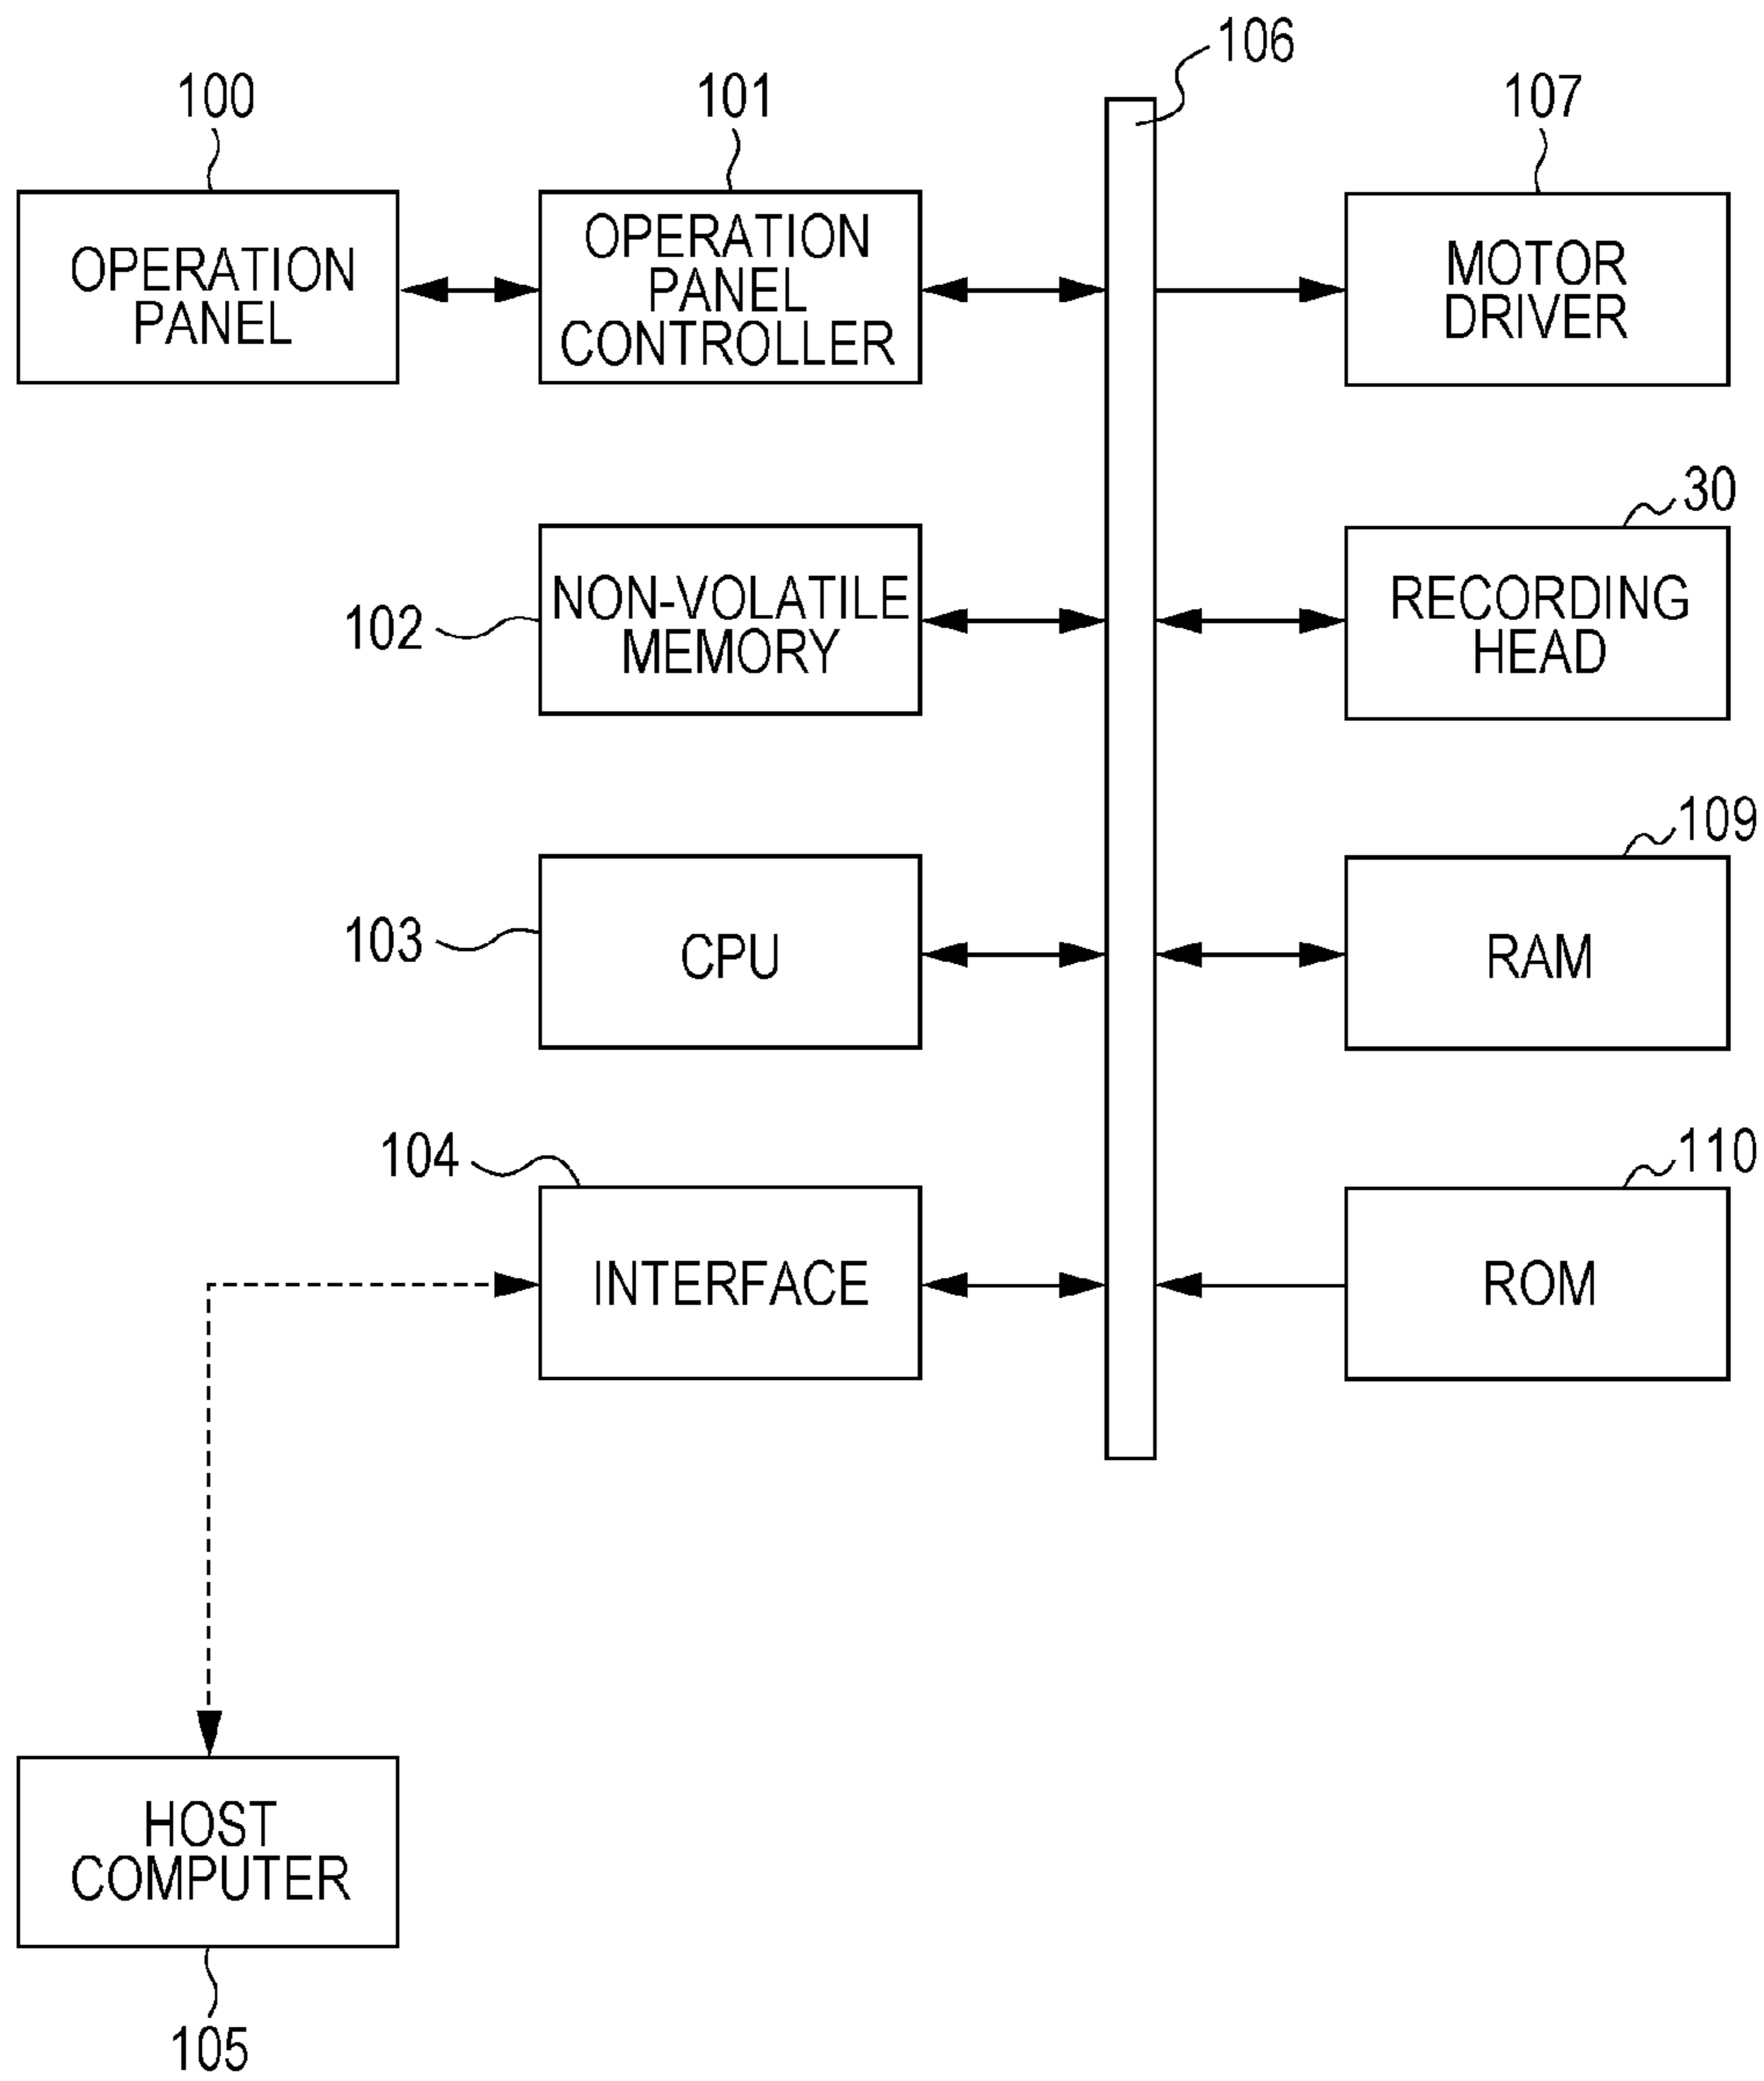 106
100
101
107
OPERATION
PANEL
OPERATION
PANEL
CONTROLLER
MOTOR
DRIVER
30
102
NON-VOLATILE
MEMORY
RECORDING
HEAD
109
103
CPU
RAM
104
110
INTERFACE
ROM
HOST
COMPUTER
105